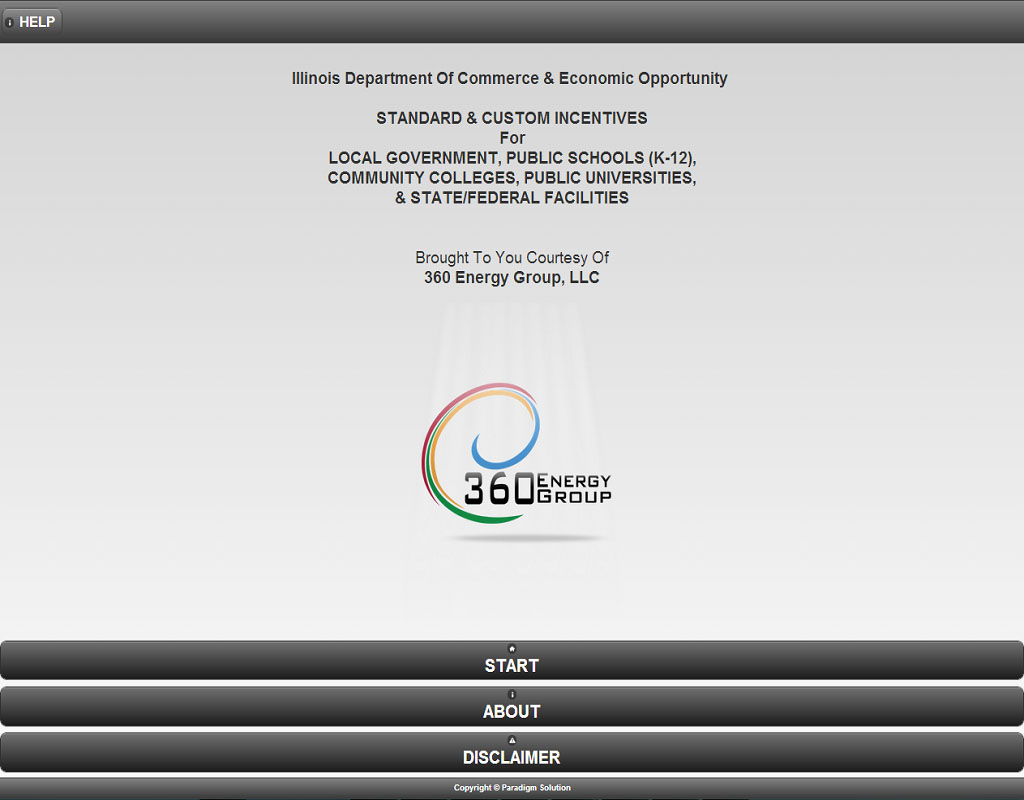 HELP
Illinois Department Of Commerce & Economic Opportunity
STANDARD & CUSTOM INCENTIVES
For
LOCAL GOVERNMENT, PUBLIC SCHOOLS (K-12),
COMMUNITY COLLEGES, PUBLIC UNIVERSITIES,
& STATE/FEDERAL FACILITIES
Brought To You Courtesy Of
360 Energy Group, LLC
360 ENERGY
GROUP
START
ABOUT
DISCLAIMER
Copyright © Paradigm Solution